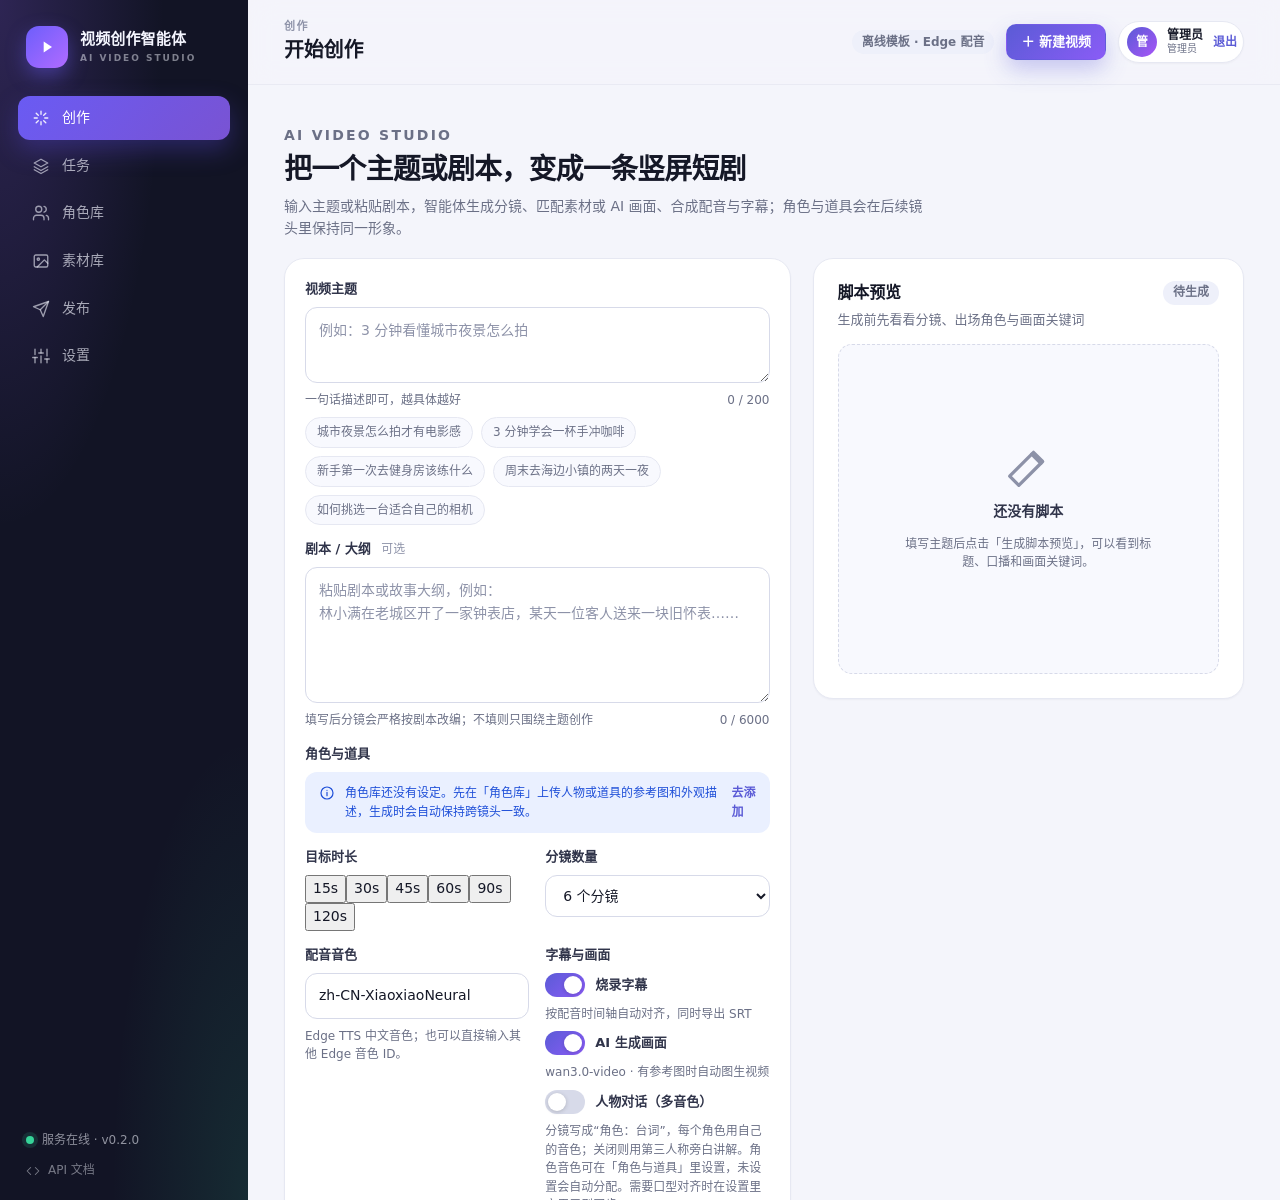 视频创作智能体
AI VIDEO STUDIO
创作
任务
角色库
素材库
发布
设置
服务在线 · v0.2.0
API 文档
创作
开始创作
离线模板 · Edge 配音
新建视频
管
管理员
管理员
退出
AI VIDEO STUDIO
把一个主题或剧本，变成一条竖屏短剧
输入主题或粘贴剧本，智能体生成分镜、匹配素材或 AI 画面、合成配音与字幕；角色与道具会在后续镜
头里保持同一形象。
视频主题
例如：3 分钟看懂城市夜景怎么拍
一句话描述即可，越具体越好
0 / 200
城市夜景怎么拍才有电影感
3 分钟学会一杯手冲咖啡
新手第一次去健身房该练什么
周末去海边小镇的两天一夜
如何挑选一台适合自己的相机
剧本 / 大纲 可选
粘贴剧本或故事大纲，例如：
林小满在老城区开了一家钟表店，某天一位客人送来一块旧怀表……
填写后分镜会严格按剧本改编；不填则只围绕主题创作
0 / 6000
角色与道具
角色库还没有设定。先在「角色库」上传人物或道具的参考图和外观描
述，生成时会自动保持跨镜头一致。
去添
加
目标时长
15s 30s 45s 60s 90s
120s
分镜数量
6 个分镜
配音音色
zh-CN-XiaoxiaoNeural
Edge TTS 中文音色；也可以直接输入其
他 Edge 音色 ID。
字幕与画面
烧录字幕
按配音时间轴自动对齐，同时导出 SRT
AI 生成画面
wan3.0-video · 有参考图时自动图生视频
人物对话（多音色）
分镜写成“角色：台词”，每个角色用自己
的音色；关闭则用第三人称旁白讲解。角
色音色可在「角色与道具」里设置，未设
置会自动分配。需要口型对齐时在设置里
脚本预览
待生成
生成前先看看分镜、出场角色与画面关键词
还没有脚本
填写主题后点击「生成脚本预览」，可以看到标
题、口播和画面关键词。